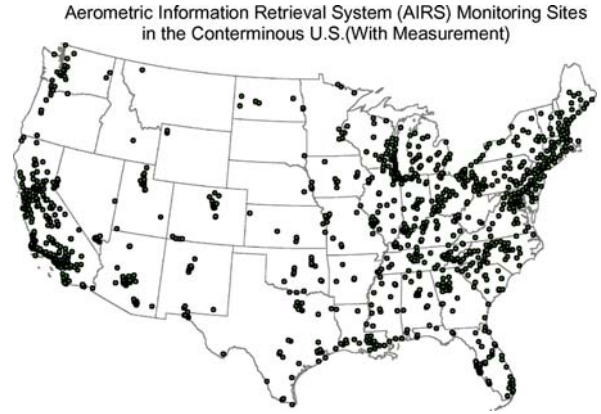 Aerometric Information Retrieval System (AIRS) Monitoring Sites
in the Conterminous U.S.(With Measurement)